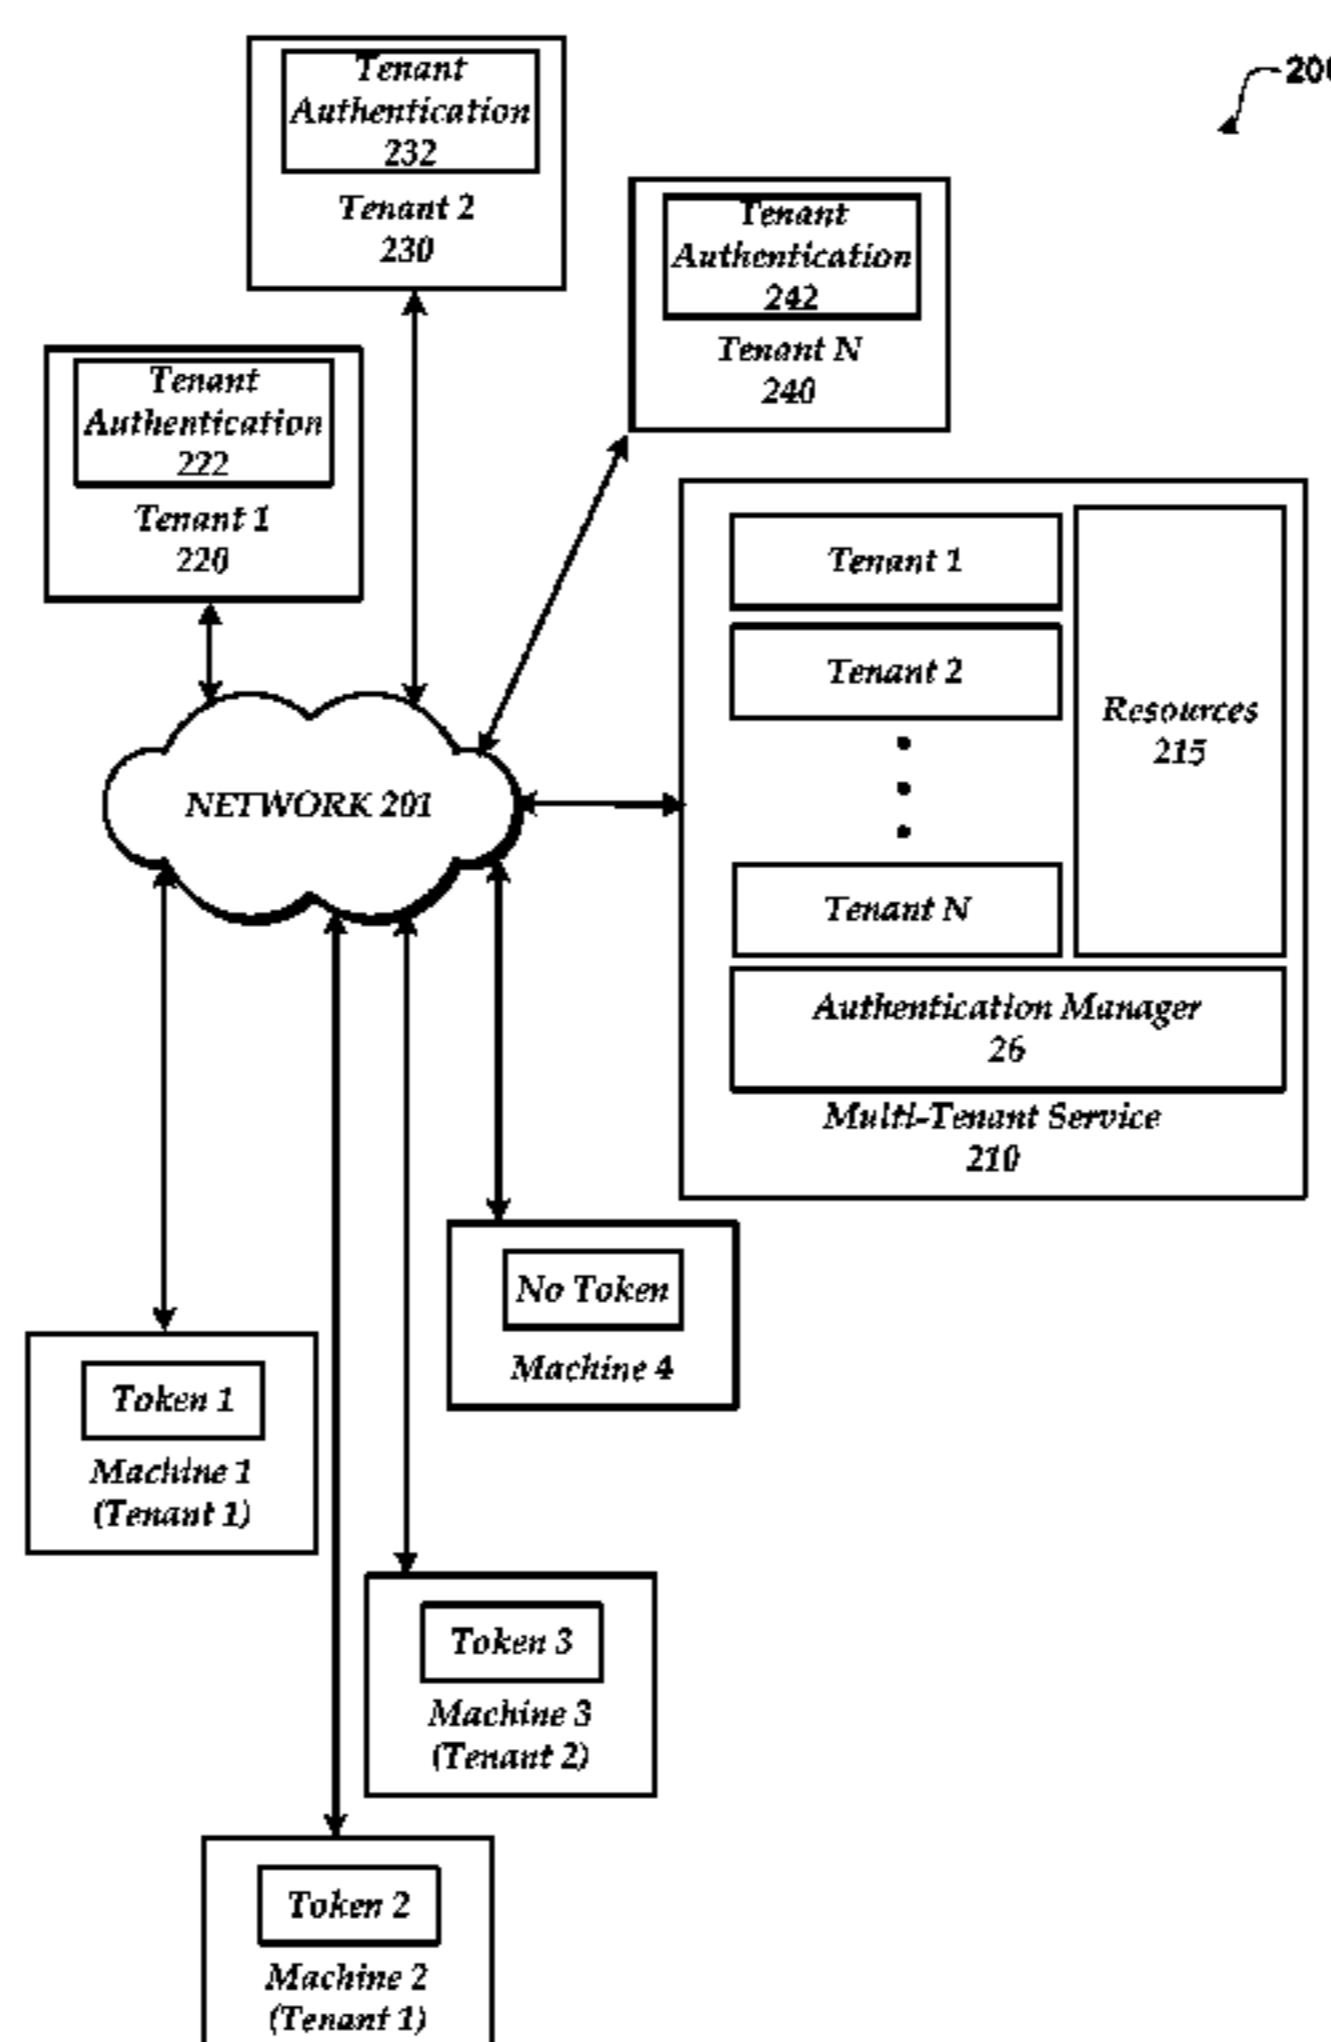 Tenant
Authentication
232
Tenant 2
230
200
Tenant
Authentication
242
Tenant N
240
Tenant
Authentication
222
Tenant 1
220
Tenant 1
Tenant 2
Resources
215
NETWORK 201
Tenant N
Authentication Manager
26
Multi-Tenant Service
210
No Token
Machine 4
Token 1
Machine 1
(Tenant 1)
Token 3
Machine 3
(Tenant 2)
Token 2
Machine 2
(Tenant 1)